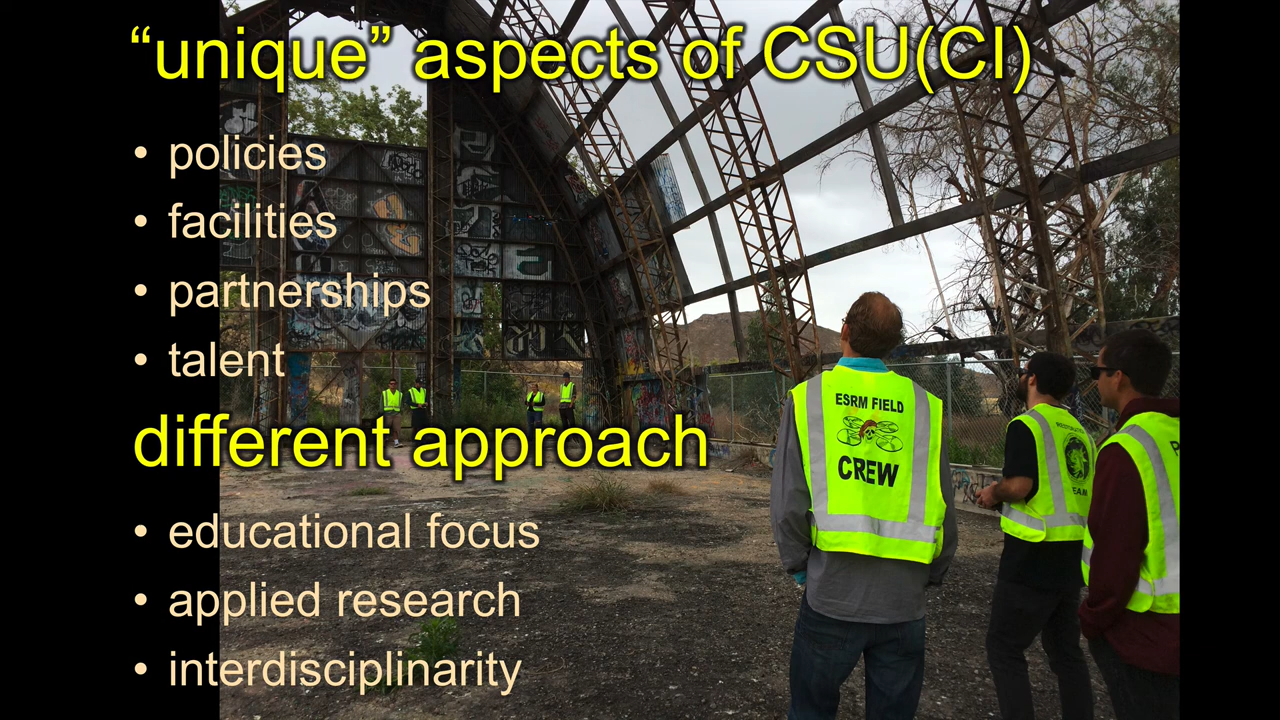 “unique” aspects of CSU(CI)
• policies
• facilities
• partnerships
• talent
different approach
• educational focus
• applied research
• interdisciplinarity
ESRM FIELD
CREW